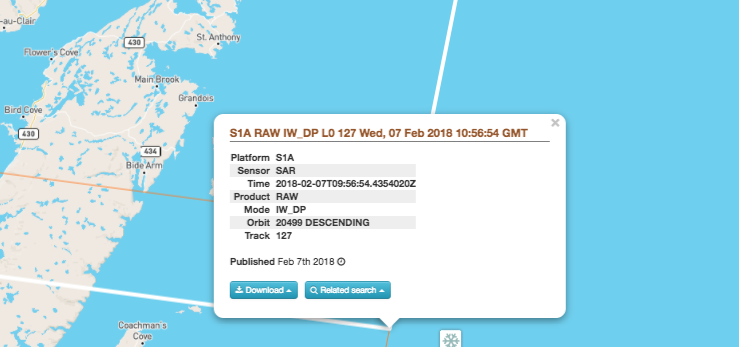 -au-Clair
430
St. Anthony
Flower's Cove
Main Brook
Grandois
Bird Cove
430
434
Bide Arm
×
S1A RAW IW_DP L0 127 Wed, 07 Feb 2018 10:56:54 GMT
Platform S1A
Sensor SAR
Time 2018-02-07T09:56:54.4354020Z
Product RAW
Mode IW_DP
Orbit 20499 DESCENDING
Track 127
Published Feb 7th 2018
Download Related search
Coachman's
Cove